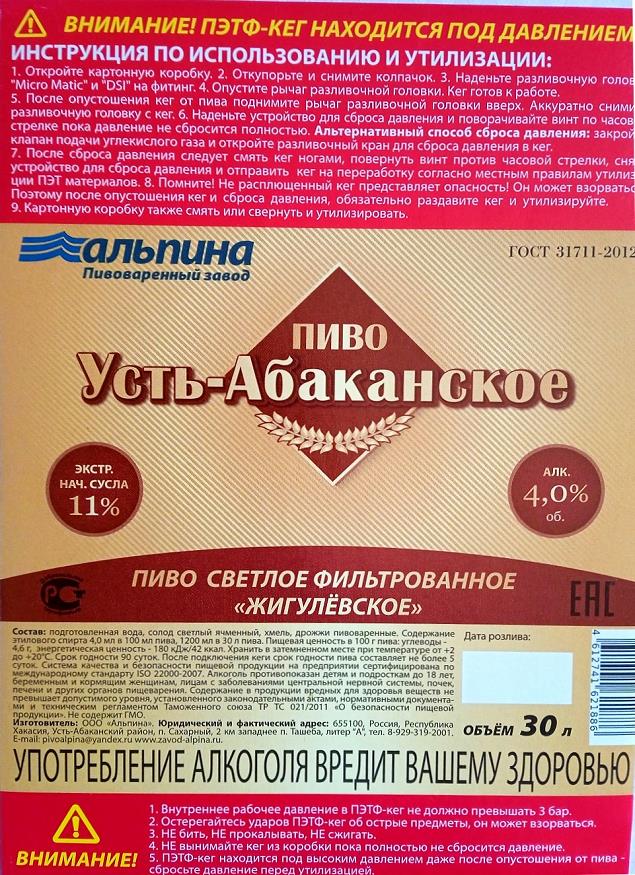 ВНИМАНИЕ! ПЭТФ-КЕГ НАХОДИТСЯ ПОД ДАВЛЕНИЕМ
ИНСТРУКЦИЯ ПО ИСПОЛЬЗОВАНИЮ И УТИЛИЗАЦИИ:
1. Откройте картонную коробку. 2. Откупорьте и снимите колпачок. 3. Наденьте разливочную голов
"Micro Matic" и "DSI" на фитинг. 4. Опустите рычаг разливочной головки. Кег готов к работе.
5. После опустошения кег от пива поднимите рычаг разливочной головки вверх. Аккуратно сними
разливочную головку с кег. 6. Наденьте устройство для сброса давления и поворачивайте винт по часов
стрелке пока давление не сбросится полностью. Альтернативный способ сброса давления: закрой
клапан подачи углекислого газа и откройте разливочный кран для сброса давления в кег.
7. После сброса давления следует смять кег ногами, повернуть винт против часовой стрелки, сня
устройство для сброса давления и отправить кег на переработку согласно местным правилам утилиз
ции ПЭТ материалов. 8. Помните! Не расплющенный кег представляет опасность! Он может взорватьс
Поэтому после опустошения кег и сброса давления, обязательно раздавите кег и утилизируйте.
9. Картонную коробку также смять или свернуть и утилизировать.
альпина
Пивоваренный завод
ГОСТ 31711-2012
ПИВО
Усть-Абаканское
ЭКСТР.
НАЧ. СУСЛА
11%
АЛК.
4,0%
об.
ПИВО СВЕТЛОЕ ФИЛЬТРОВАННОЕ
«ЖИГУЛЁВСКОЕ»
EAC
Состав: подготовленная вода, солод светлый ячменный, хмель, дрожжи пивоваренные. Содержание
этилового спирта 4,0 мл в 100 мл пива, 1200 мл в 30 л пива. Пищевая ценность в 100 г пива: углеводы -
4,6 г, энергетическая ценность - 180 кДж/42 ккал. Хранить в затемненном месте при температуре от +2
до +20°С. Срок годности 90 суток. После подключения кег срок годности пива составляет не более 5
суток. Система качества и безопасности пищевой продукции на предприятии сертифицирована по
международному стандарту ISO 22000-2007. Алкоголь противопоказан детям и подросткам до 18 лет,
беременным и кормящим женщинам, лицам с заболеваниями центральной нервной системы, почек,
печени и других органов пищеварения. Содержание в продукции вредных для здоровья веществ не
превышает допустимого уровня, установленного законодательными актами, нормативными документа-
ми и техническим регламентом Таможенного союза ТР ТС 021/2011 «О безопасности пищевой
продукции». Не содержит ГМО.
Изготовитель: ООО «Альпина». Юридический и фактический адрес: 655100, Россия, Республика
Хакасия, Усть-Абаканский район, п. Сахарный, 2 км западнее п. Ташеба, литер "А", тел. 8-929-319-2001.
E-mail: pivoalpina@yandex.ru www.zavod-alpina.ru.
Дата розлива:
ОБЪЁМ 30 л
4612741621886
УПОТРЕБЛЕНИЕ АЛКОГОЛЯ ВРЕДИТ ВАШЕМУ ЗДОРОВЬЮ
ВНИМАНИЕ!
1. Внутреннее рабочее давление в ПЭТФ-кег не должно превышать 3 бар.
2. Остерегайтесь ударов ПЭТФ-кег об острые предметы, он может взорваться.
3. НЕ БИТЬ, НЕ ПРОКАЛЫВАТЬ, НЕ СЖИГАТЬ.
4. НЕ ВЫНИМАЙТЕ КЕГ ИЗ КОРОБКИ пока полностью не сбросится давление.
5. ПЭТФ-КЕГ находится под высоким давлением даже после опустошения от пива -
сбросьте давление перед утилизацией.